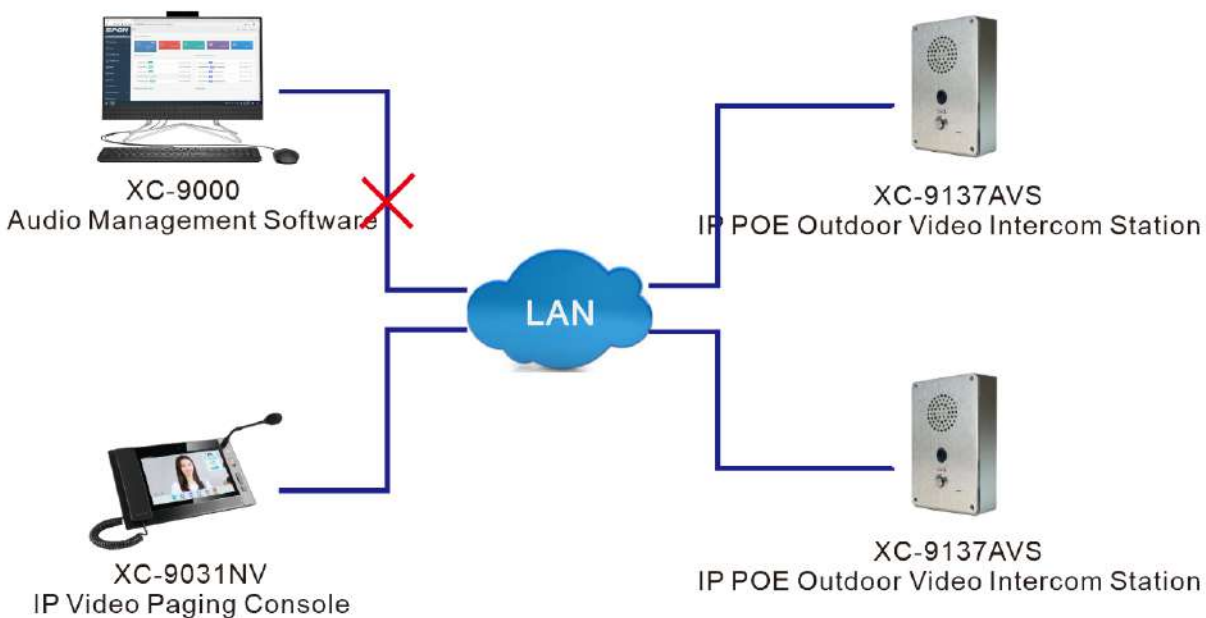 XC-9000
Audio Management Software
XC-9137AVS
IP POE Outdoor Video Intercom Station
LAN
XC-9031NV
IP Video Paging Console
XC-9137AVS
IP POE Outdoor Video Intercom Station